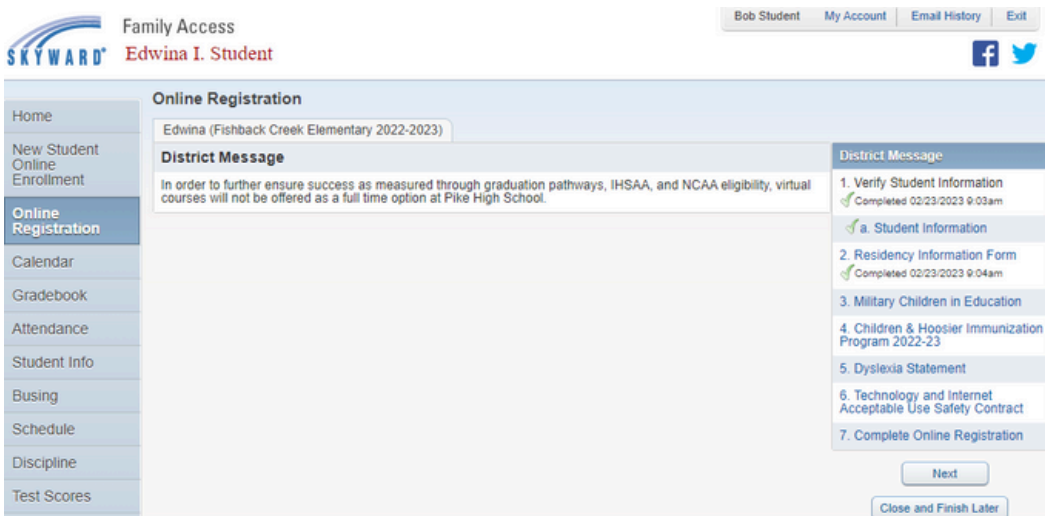 Bob Student My Account Email History Exit
SKYWARD®
Family Access
Edwina I. Student
Home
New Student
Online
Enrollment
Online
Registration
Calendar
Gradebook
Attendance
Student Info
Busing
Schedule
Discipline
Test Scores
Online Registration
Edwina (Fishback Creek Elementary 2022-2023)
District Message
In order to further ensure success as measured through graduation pathways, IHSAA, and NCAA eligibility, virtual
courses will not be offered as a full time option at Pike High School.
District Message
1. Verify Student Information
Completed 02/23/2023 9:03am
a. Student Information
2. Residency Information Form
Completed 02/23/2023 9:04am
3. Military Children in Education
4. Children & Hoosier Immunization
Program 2022-23
5. Dyslexia Statement
6. Technology and Internet
Acceptable Use Safety Contract
7. Complete Online Registration
Next
Close and Finish Later